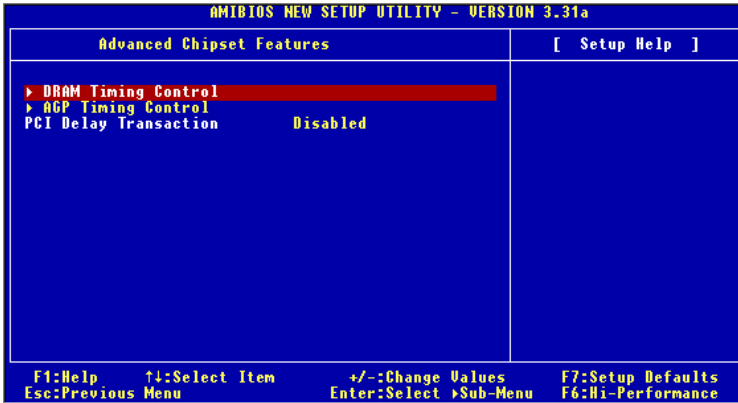 AMIBIOS NEW SETUP UTILITY - VERSION 3.31a
Advanced Chipset Features
[ Setup Help ]
▸ DRAM Timing Control
▸ AGP Timing Control
PCI Delay Transaction Disabled
F1:Help ↑↓:Select Item +/-:Change Values F7:Setup Defaults
Esc:Previous Menu Enter:Select ▸Sub-Menu F6:Hi-Performance